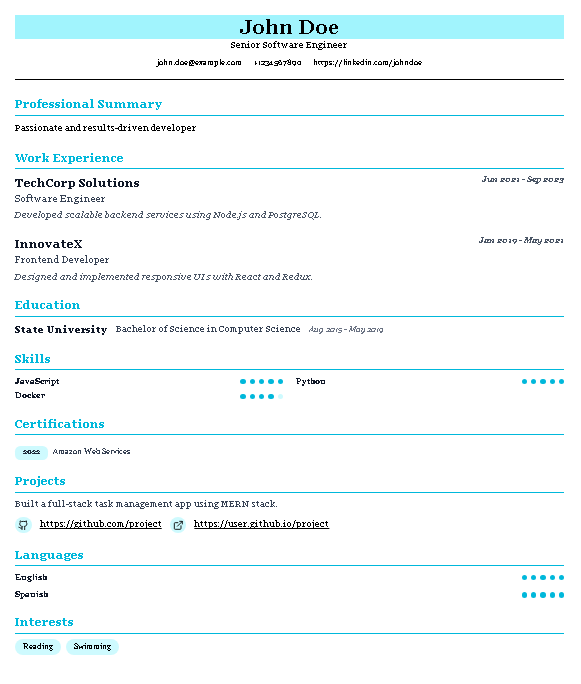 John Doe
Senior Software Engineer
john.doe@example.com +1234567890 https://linkedin.com/johndoe
Professional Summary
Passionate and results-driven developer
Work Experience
TechCorp Solutions Jun 2021 - Sep 2023
Software Engineer
Developed scalable backend services using Node.js and PostgreSQL.
InnovateX Jan 2019 - May 2021
Frontend Developer
Designed and implemented responsive UIs with React and Redux.
Education
State University Bachelor of Science in Computer Science Aug 2015 - May 2019
Skills
JavaScript Python
Docker
Certifications
2022 Amazon Web Services
Projects
Built a full-stack task management app using MERN stack.
https://github.com/project https://user.github.io/project
Languages
English
Spanish
Interests
Reading Swimming